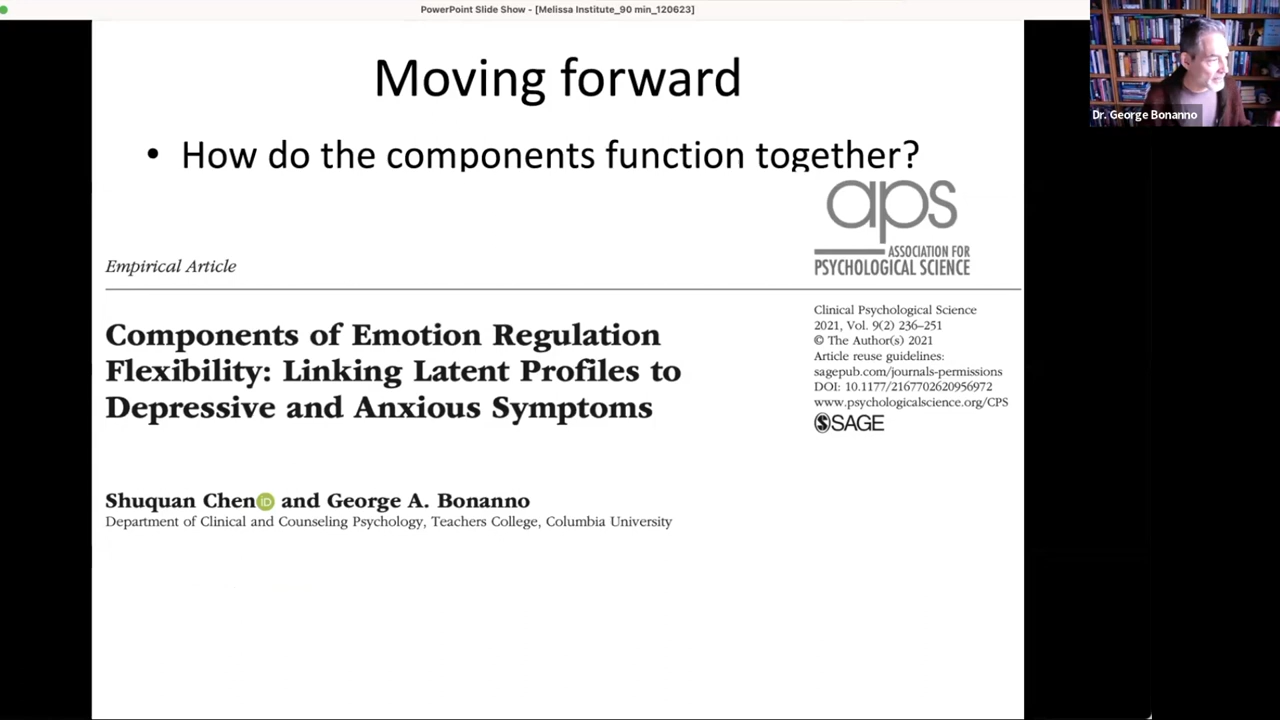 PowerPoint Slide Show - [Melissa Institute_90 min_120623]
Dr. George Bonanno
Moving forward
• How do the components function together?
aps
ASSOCIATION FOR
PSYCHOLOGICAL SCIENCE
Empirical Article
Components of Emotion Regulation
Flexibility: Linking Latent Profiles to
Depressive and Anxious Symptoms
Clinical Psychological Science
2021, Vol. 9(2) 236–251
© The Author(s) 2021
Article reuse guidelines:
sagepub.com/journals-permissions
DOI: 10.1177/2167702620956972
www.psychologicalscience.org/CPS
SAGE
Shuquan Chen iD and George A. Bonanno
Department of Clinical and Counseling Psychology, Teachers College, Columbia University